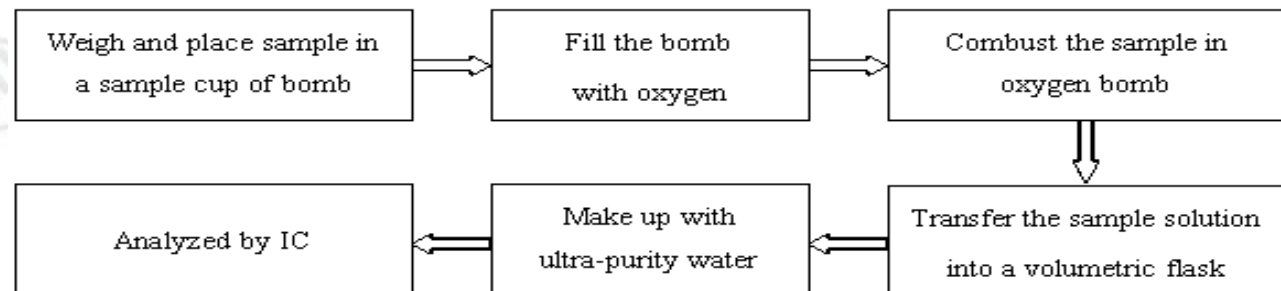 Weigh and place sample in
a sample cup of bomb
Fill the bomb
with oxygen
Combust the sample in
oxygen bomb
Transfer the sample solution
into a volumetric flask
Make up with
ultra-purity water
Analyzed by IC